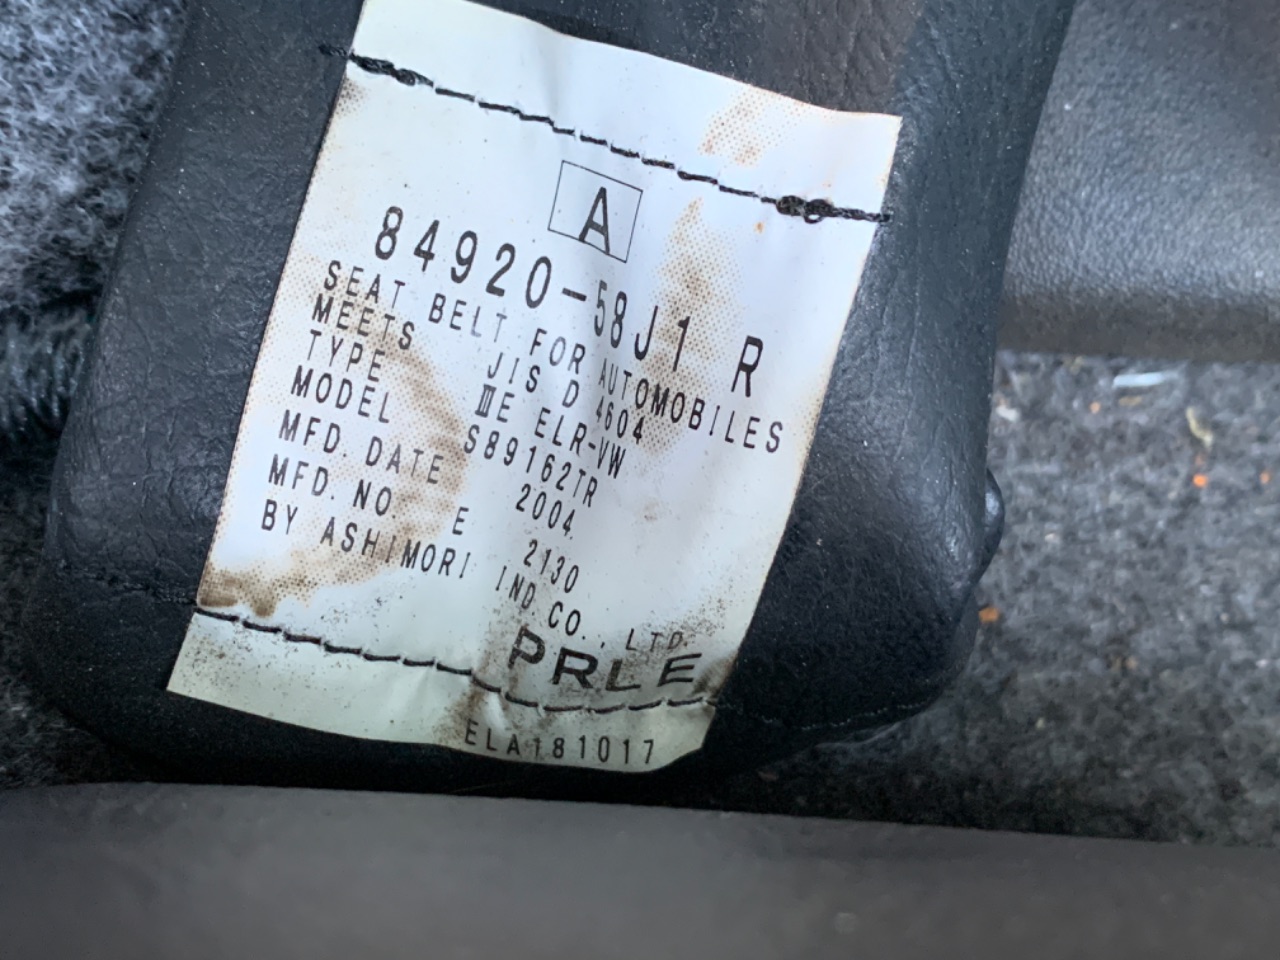 A
84920-58J1 R
SEAT BELT FOR AUTOMOBILES
MEETS JIS D 4604
TYPE ⅢE ELR-VW
MODEL S89162TR
MFD. DATE 2004.
MFD. NO. E 2130
BY ASHIMORI IND. CO., LTD.
PRLE
ELA181017